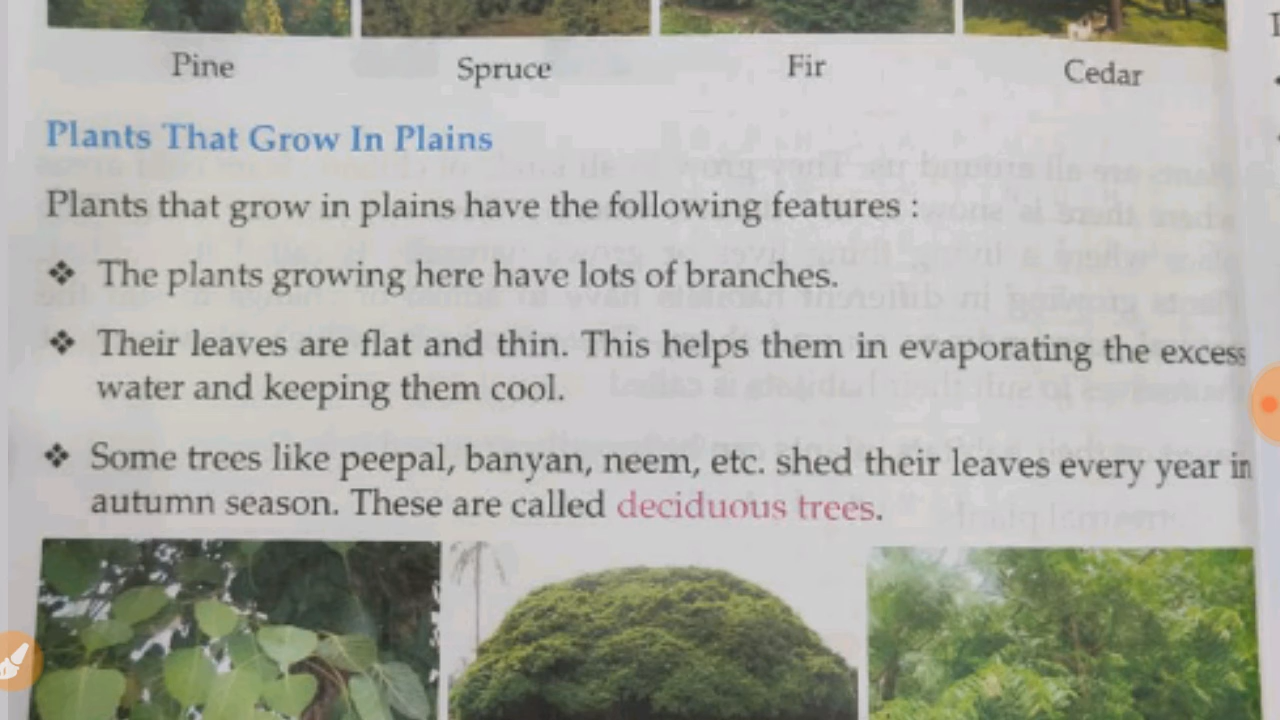 Pine Spruce Fir Cedar
Plants That Grow In Plains
Plants that grow in plains have the following features :
❖ The plants growing here have lots of branches.
❖ Their leaves are flat and thin. This helps them in evaporating the excess
water and keeping them cool.
❖ Some trees like peepal, banyan, neem, etc. shed their leaves every year in
autumn season. These are called deciduous trees.